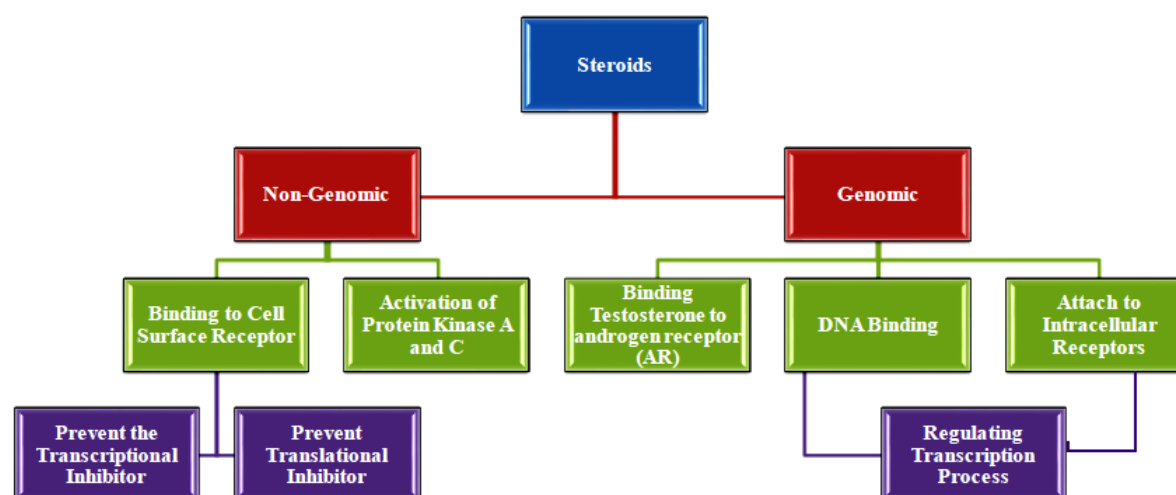 Steroids
Non-Genomic
Genomic
Binding to Cell
Surface Receptor
Activation of
Protein Kinase A
and C
Binding
Testosterone to
androgen receptor
(AR)
DNA Binding
Attach to
Intracellular
Receptors
Prevent the
Transcriptional
Inhibitor
Prevent
Translational
Inhibitor
Regulating
Transcription
Process